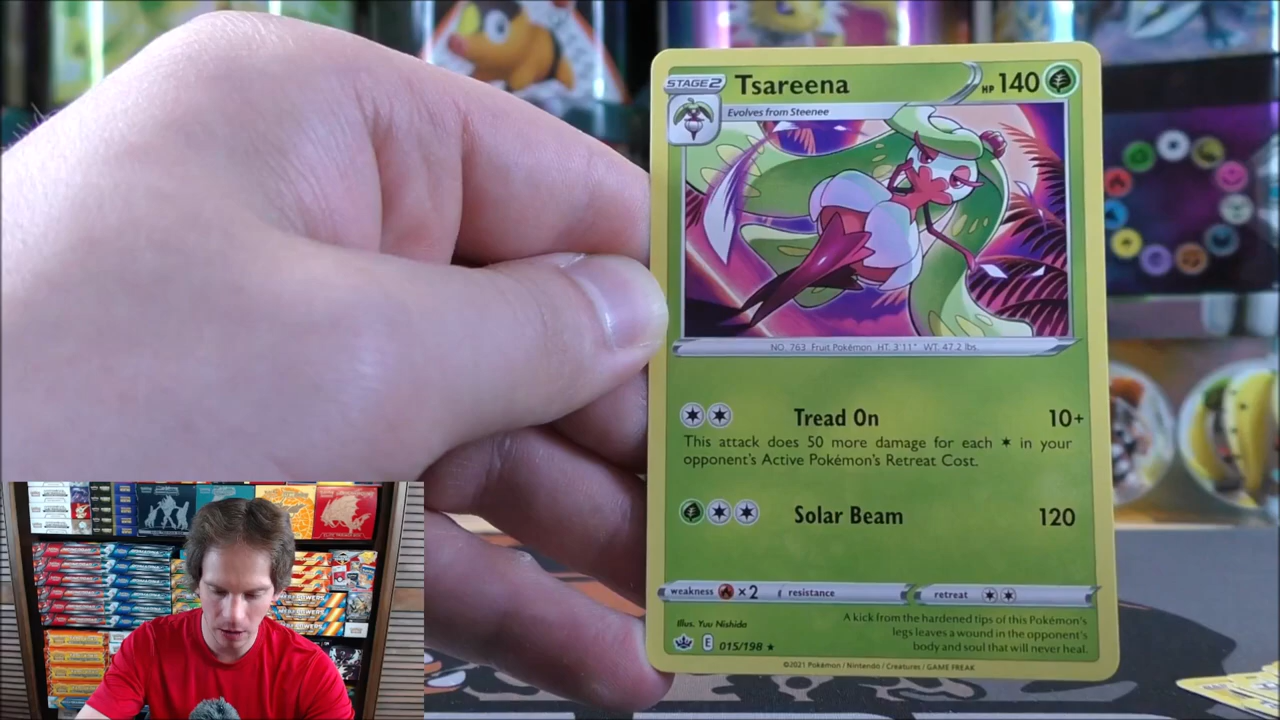 STAGE 2 Tsareena HP 140
Evolves from Steenee
NO. 763 Fruit Pokémon HT. 3'11" WT. 47.2 lbs.
Tread On 10+
This attack does 50 more damage for each ✶ in your
opponent's Active Pokémon's Retreat Cost.
Solar Beam 120
weakness ×2 resistance retreat
Illus. Yuu Nishida
A kick from the hardened tips of this Pokémon's
legs leaves a wound in the opponent's
body and soul that will never heal.
E 015/198 ★
©2021 Pokémon / Nintendo / Creatures / GAME FREAK